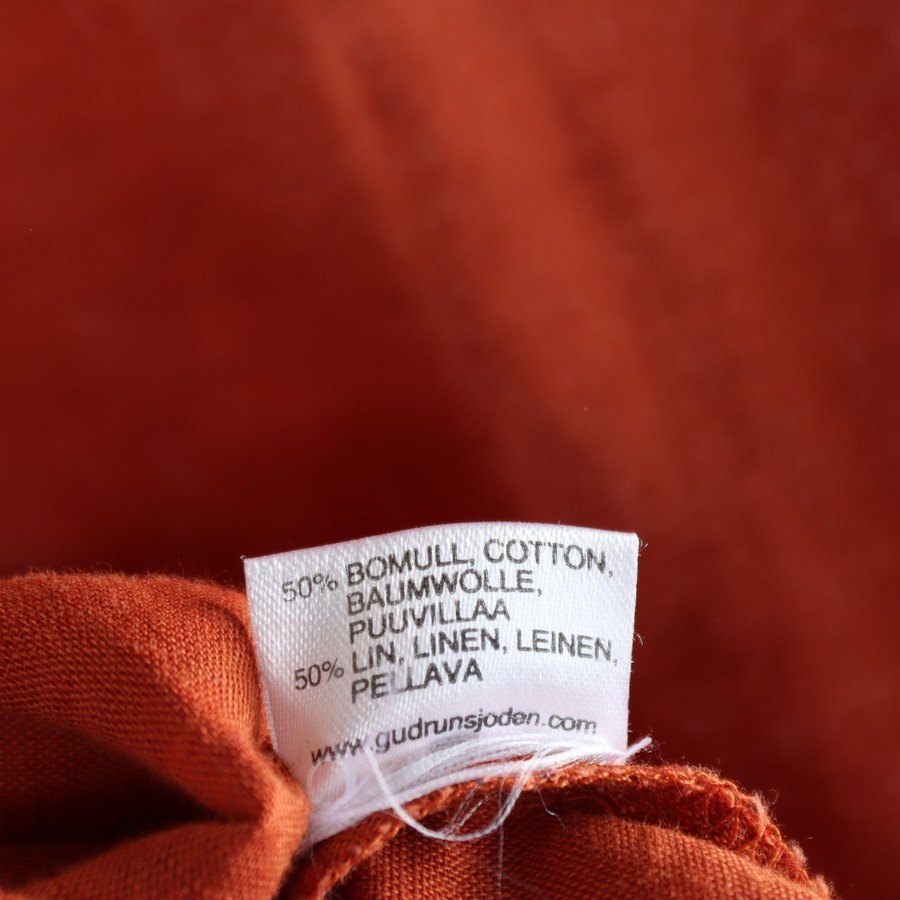 50% BOMULL, COTTON,
BAUMWOLLE,
PUUVILLAA
50% LIN, LINEN, LEINEN,
PELLAVA
www.gudrunsjoden.com